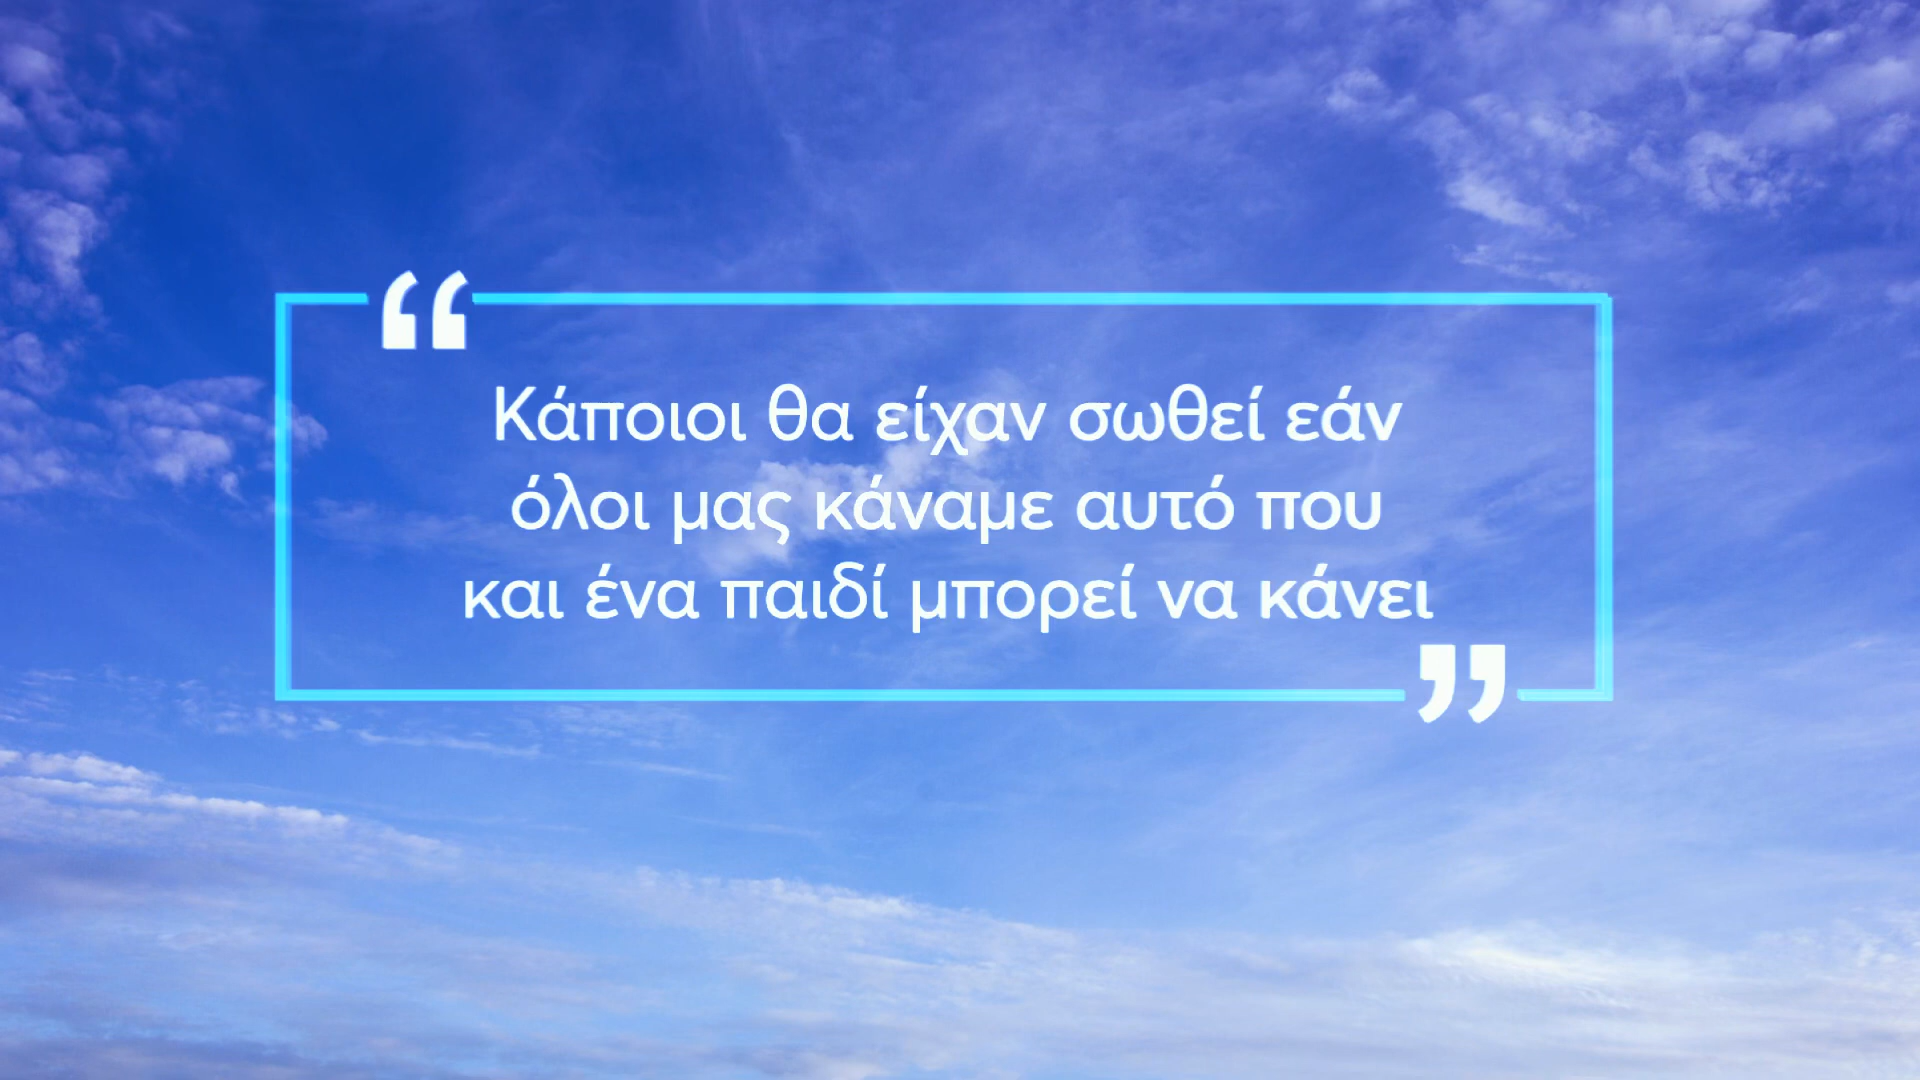 “
Κάποιοι θα είχαν σωθεί εάν
όλοι μας κάναμε αυτό που
και ένα παιδί μπορεί να κάνει
”